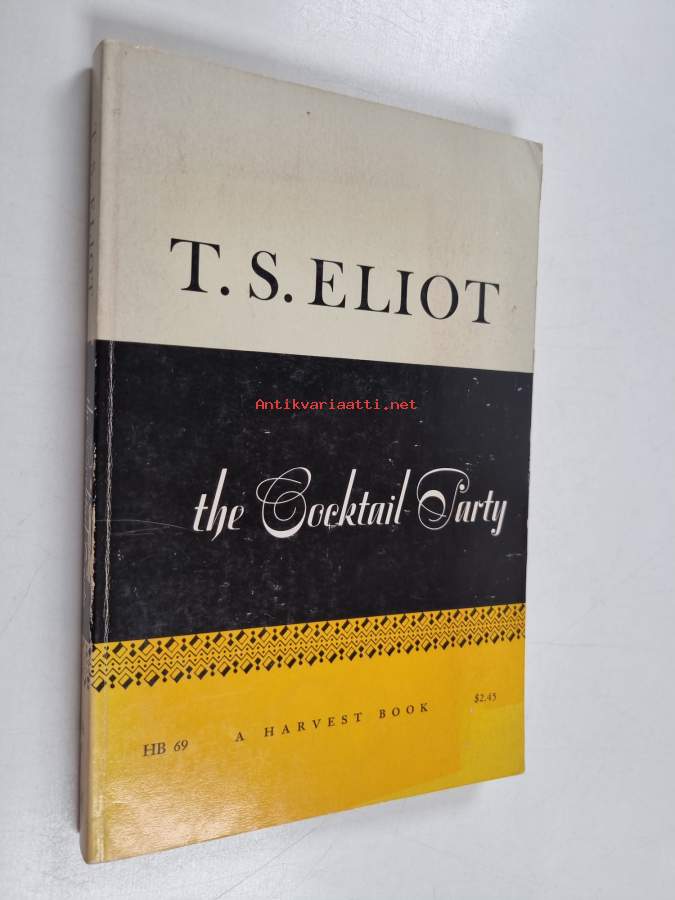 T. S. ELIOT
Antikvariaatti.net
the Cocktail Party
HB 69 A HARVEST BOOK $2.45